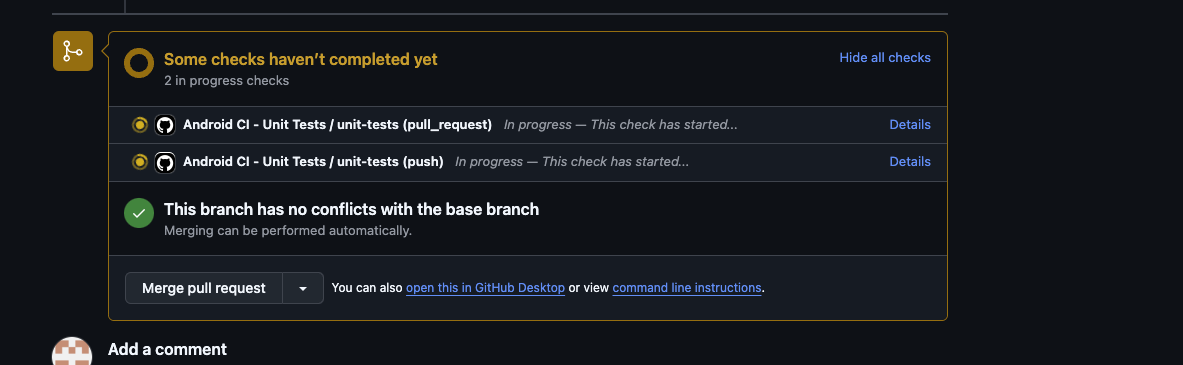 Some checks haven’t completed yet
Hide all checks
2 in progress checks
Android CI - Unit Tests / unit-tests (pull_request) In progress — This check has started... Details
Android CI - Unit Tests / unit-tests (push) In progress — This check has started... Details
This branch has no conflicts with the base branch
Merging can be performed automatically.
Merge pull request You can also open this in GitHub Desktop or view command line instructions.
Add a comment